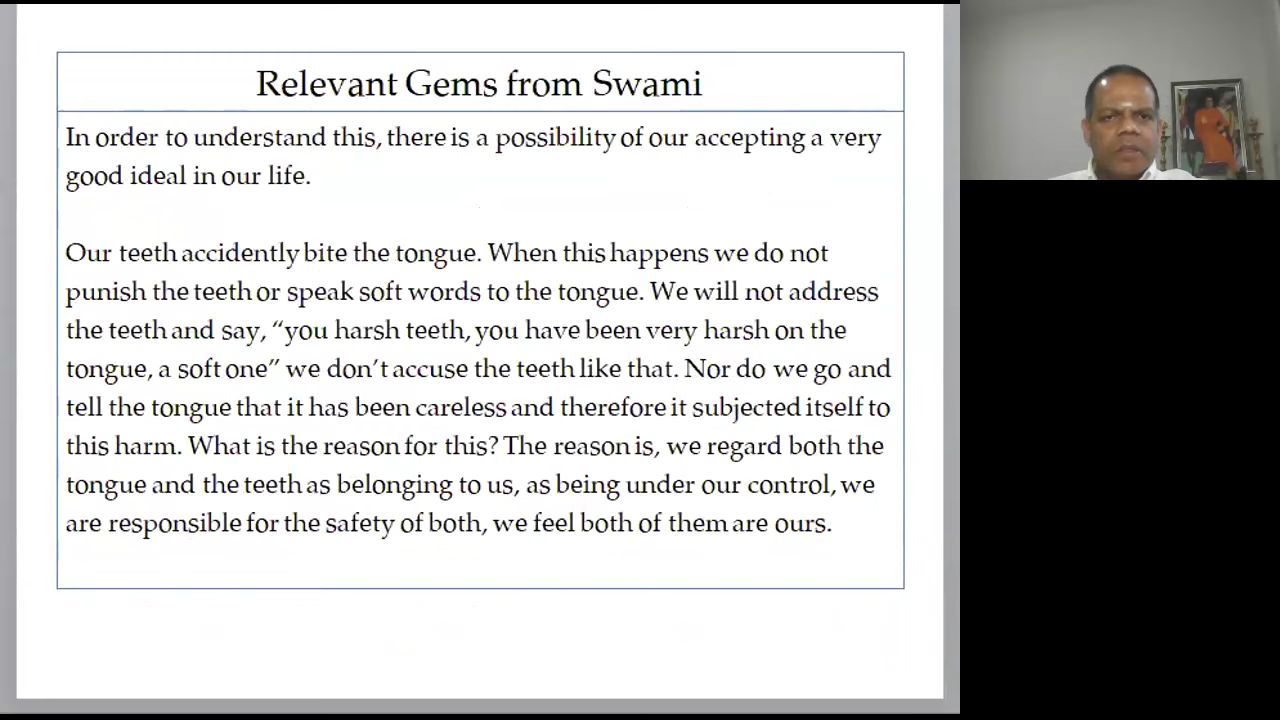 Relevant Gems from Swami
In order to understand this, there is a possibility of our accepting a very
good ideal in our life.
Our teeth accidently bite the tongue. When this happens we do not
punish the teeth or speak soft words to the tongue. We will not address
the teeth and say, “you harsh teeth, you have been very harsh on the
tongue, a soft one” we don’t accuse the teeth like that. Nor do we go and
tell the tongue that it has been careless and therefore it subjected itself to
this harm. What is the reason for this? The reason is, we regard both the
tongue and the teeth as belonging to us, as being under our control, we
are responsible for the safety of both, we feel both of them are ours.